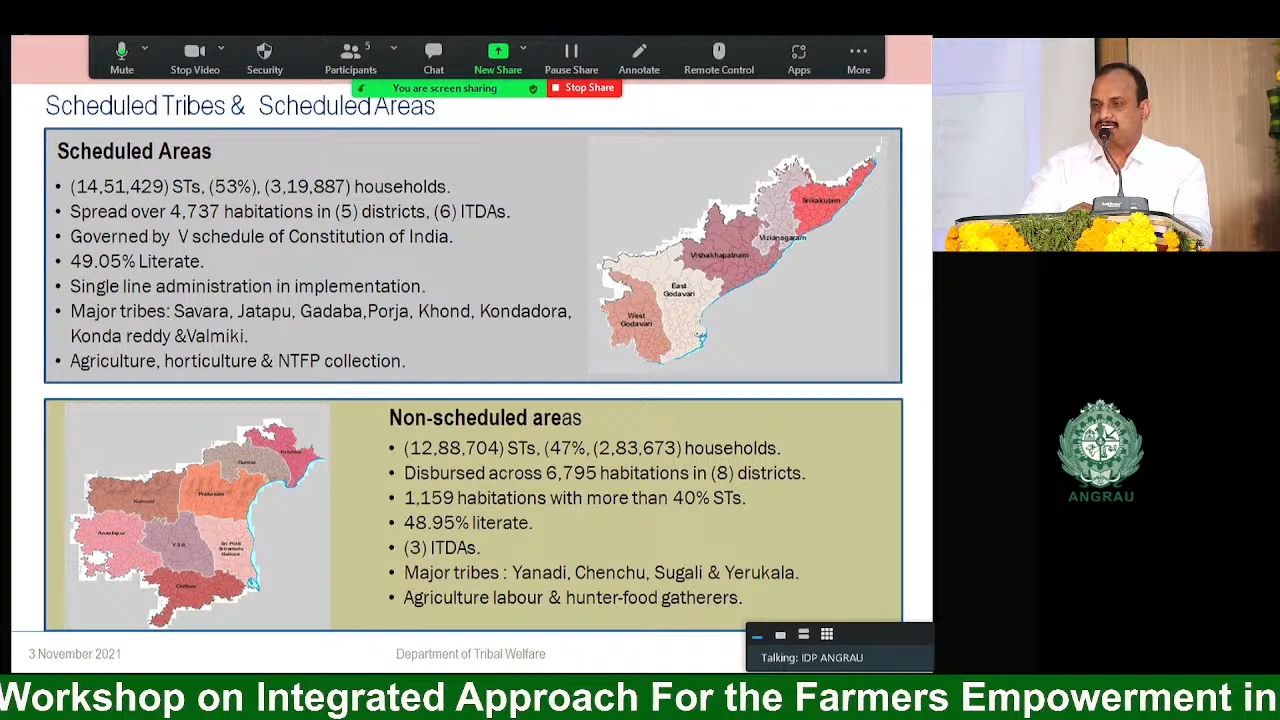 Mute
Stop Video
Security
Participants
5
Chat
New Share
Pause Share
Annotate
Remote Control
Apps
More
You are screen sharing
Stop Share
Scheduled Tribes & Scheduled Areas
Scheduled Areas
• (14,51,429) STs, (53%), (3,19,887) households.
• Spread over 4,737 habitations in (5) districts, (6) ITDAs.
• Governed by V schedule of Constitution of India.
• 49.05% Literate.
• Single line administration in implementation.
• Major tribes: Savara, Jatapu, Gadaba,Porja, Khond, Kondadora,
Konda reddy &Valmiki.
• Agriculture, horticulture & NTFP collection.
Srikakulam
Vizianagaram
Vishakhapatnam
East
Godavari
West
Godavari
Non-scheduled areas
• (12,88,704) STs, (47%, (2,83,673) households.
• Disbursed across 6,795 habitations in (8) districts.
• 1,159 habitations with more than 40% STs.
• 48.95% literate.
• (3) ITDAs.
• Major tribes : Yanadi, Chenchu, Sugali & Yerukala.
• Agriculture labour & hunter-food gatherers.
Krishna
Guntur
Prakasam
Kurnool
Anantapur
Y.S.R.
Sri Potti
Sriramulu
Nellore
Chittoor
3 November 2021
Department of Tribal Welfare
Talking: IDP ANGRAU
ANGRAU
Workshop on Integrated Approach For the Farmers Empowerment in